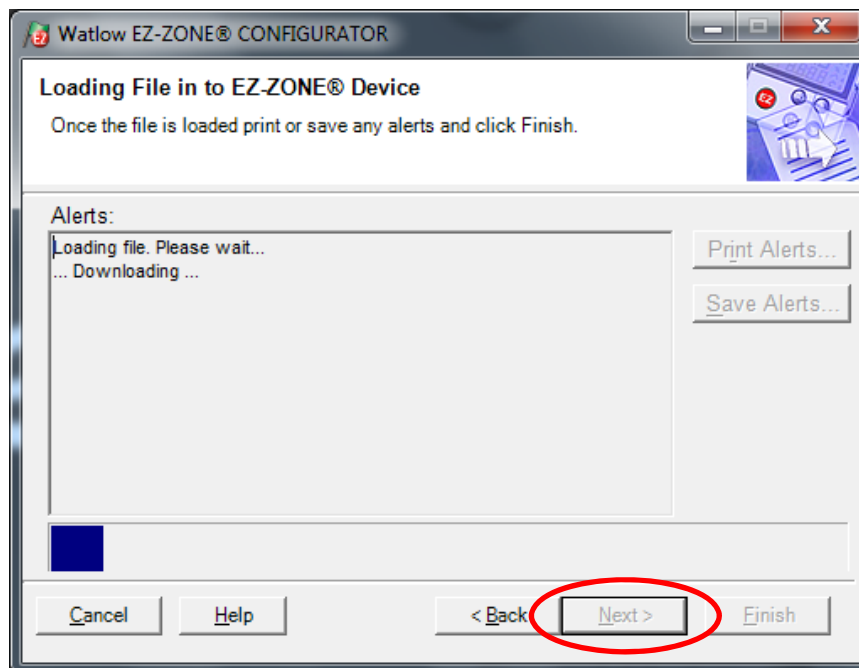 Watlow EZ-ZONE® CONFIGURATOR
Loading File in to EZ-ZONE® Device
Once the file is loaded print or save any alerts and click Finish.
EZ
Alerts:
Loading file. Please wait...
... Downloading ...
Print Alerts...
Save Alerts...
Cancel
Help
< Back
Next >
Finish